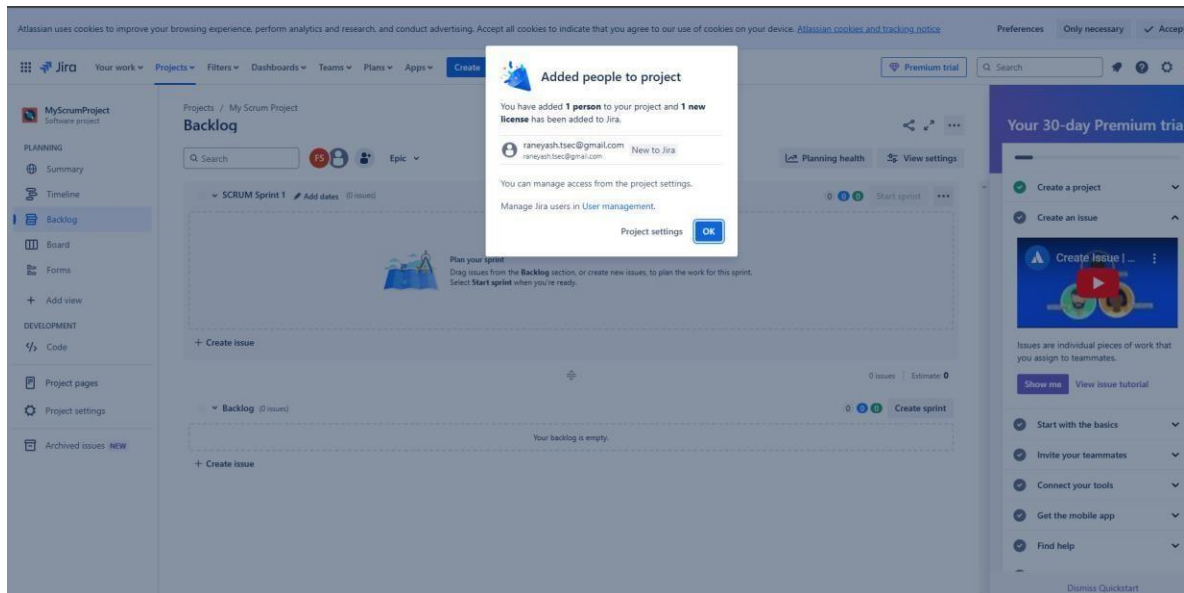 Atlassian uses cookies to improve your browsing experience, perform analytics and research, and conduct advertising. Accept all cookies to indicate that you agree to our use of cookies on your device. Atlassian cookies and tracking notice
Preferences
Only necessary
Accep
Jira
Your work
Projects
Filters
Dashboards
Teams
Plans
Apps
Create
Premium trial
Search
MyScrumProject
Software project
PLANNING
Summary
Timeline
Backlog
Board
Forms
Add view
DEVELOPMENT
Code
Project pages
Project settings
Archived issues NEW
Projects / My Scrum Project
Backlog
Search
FS
Epic
Planning health
View settings
SCRUM Sprint 1
Add dates
(0 issues)
0 0 0
Start sprint
Plan your sprint
Drag issues from the Backlog section, or create new issues, to plan the work for this sprint.
Select Start sprint when you're ready.
+ Create issue
0 issues | Estimate: 0
Backlog (0 issues)
0 0 0
Create sprint
Your backlog is empty.
+ Create issue
Added people to project
You have added 1 person to your project and 1 new
license has been added to Jira.
raneyash.tsec@gmail.com
raneyash.tsec@gmail.com
New to Jira
You can manage access from the project settings.
Manage Jira users in User management.
Project settings
OK
Your 30-day Premium tria
Create a project
Create an issue
Create Issue | ...
Issues are individual pieces of work that
you assign to teammates.
Show me
View issue tutorial
Start with the basics
Invite your teammates
Connect your tools
Get the mobile app
Find help
Dismiss Quickstart